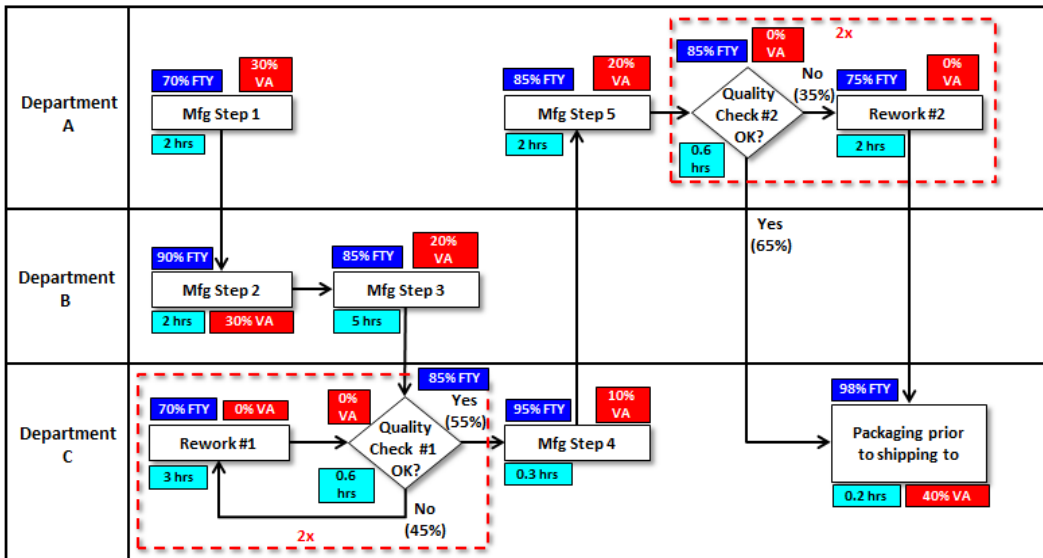 Department
A
70% FTY
30%
VA
Mfg Step 1
2 hrs
85% FTY
20%
VA
Mfg Step 5
2 hrs
85% FTY
0%
VA
2x
Quality
Check #2
OK?
0.6
hrs
No
(35%)
75% FTY
0%
VA
Rework #2
2 hrs
Yes
(65%)
Department
B
90% FTY
Mfg Step 2
2 hrs
30% VA
85% FTY
20%
VA
Mfg Step 3
5 hrs
Department
C
70% FTY
0% VA
Rework #1
3 hrs
0%
VA
85% FTY
Quality
Check #1
OK?
0.6
hrs
Yes
(55%)
No
(45%)
2x
95% FTY
10%
VA
Mfg Step 4
0.3 hrs
98% FTY
Packaging prior
to shipping to
0.2 hrs
40% VA